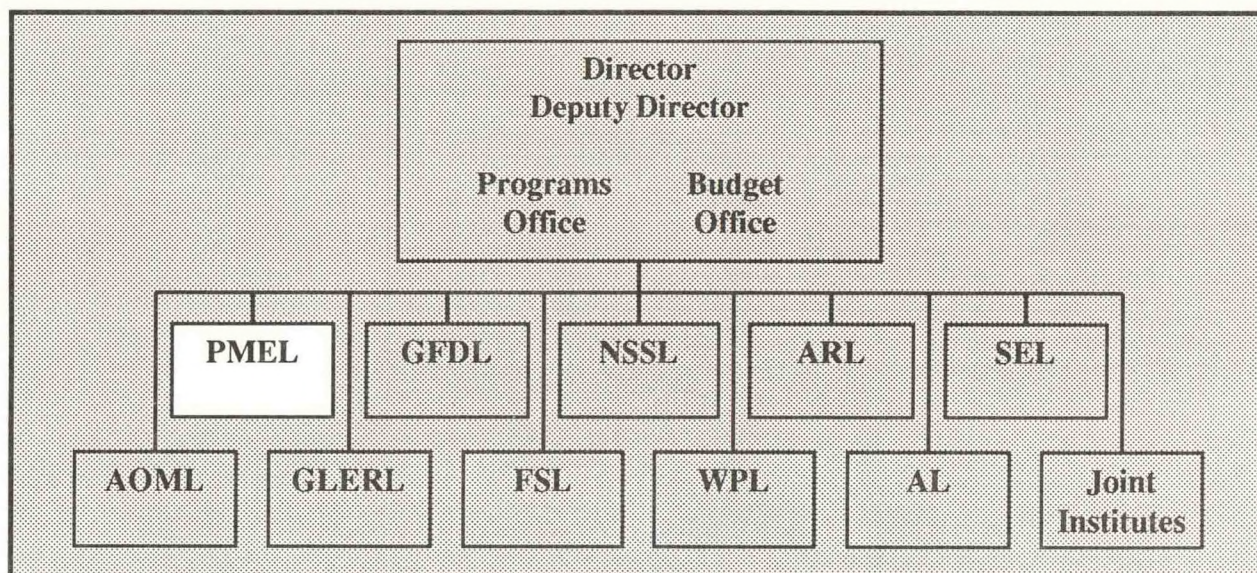 Director
Deputy Director
Programs Budget
Office Office
PMEL GFDL NSSL ARL SEL
AOML GLERL FSL WPL AL Joint
Institutes